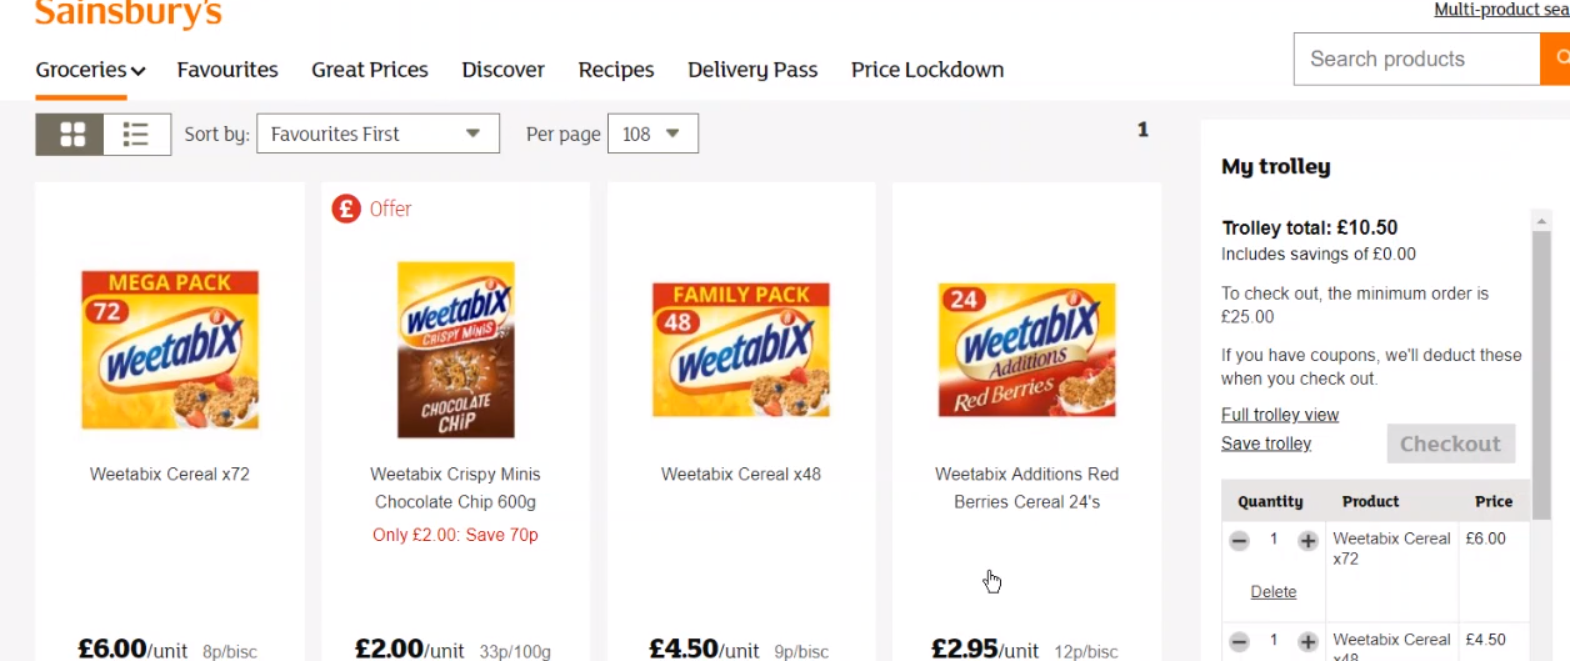 Sainsbury's
Multi-product sea
Groceries Favourites Great Prices Discover Recipes Delivery Pass Price Lockdown
Search products
Sort by: Favourites First Per page 108
1
£ Offer
MEGA PACK
72
Weetabix
Weetabix Cereal x72
£6.00/unit 8p/bisc
Weetabix
CRISPY MINIS
CHOCOLATE
CHIP
Weetabix Crispy Minis
Chocolate Chip 600g
Only £2.00: Save 70p
£2.00/unit 33p/100g
FAMILY PACK
48
Weetabix
Weetabix Cereal x48
£4.50/unit 9p/bisc
24
Weetabix
Additions
Red Berries
Weetabix Additions Red
Berries Cereal 24's
£2.95/unit 12p/bisc
My trolley
Trolley total: £10.50
Includes savings of £0.00
To check out, the minimum order is
£25.00
If you have coupons, we'll deduct these
when you check out.
Full trolley view
Save trolley
Checkout
Quantity Product Price
1 Weetabix Cereal £6.00
x72
Delete
1 Weetabix Cereal £4.50
x48